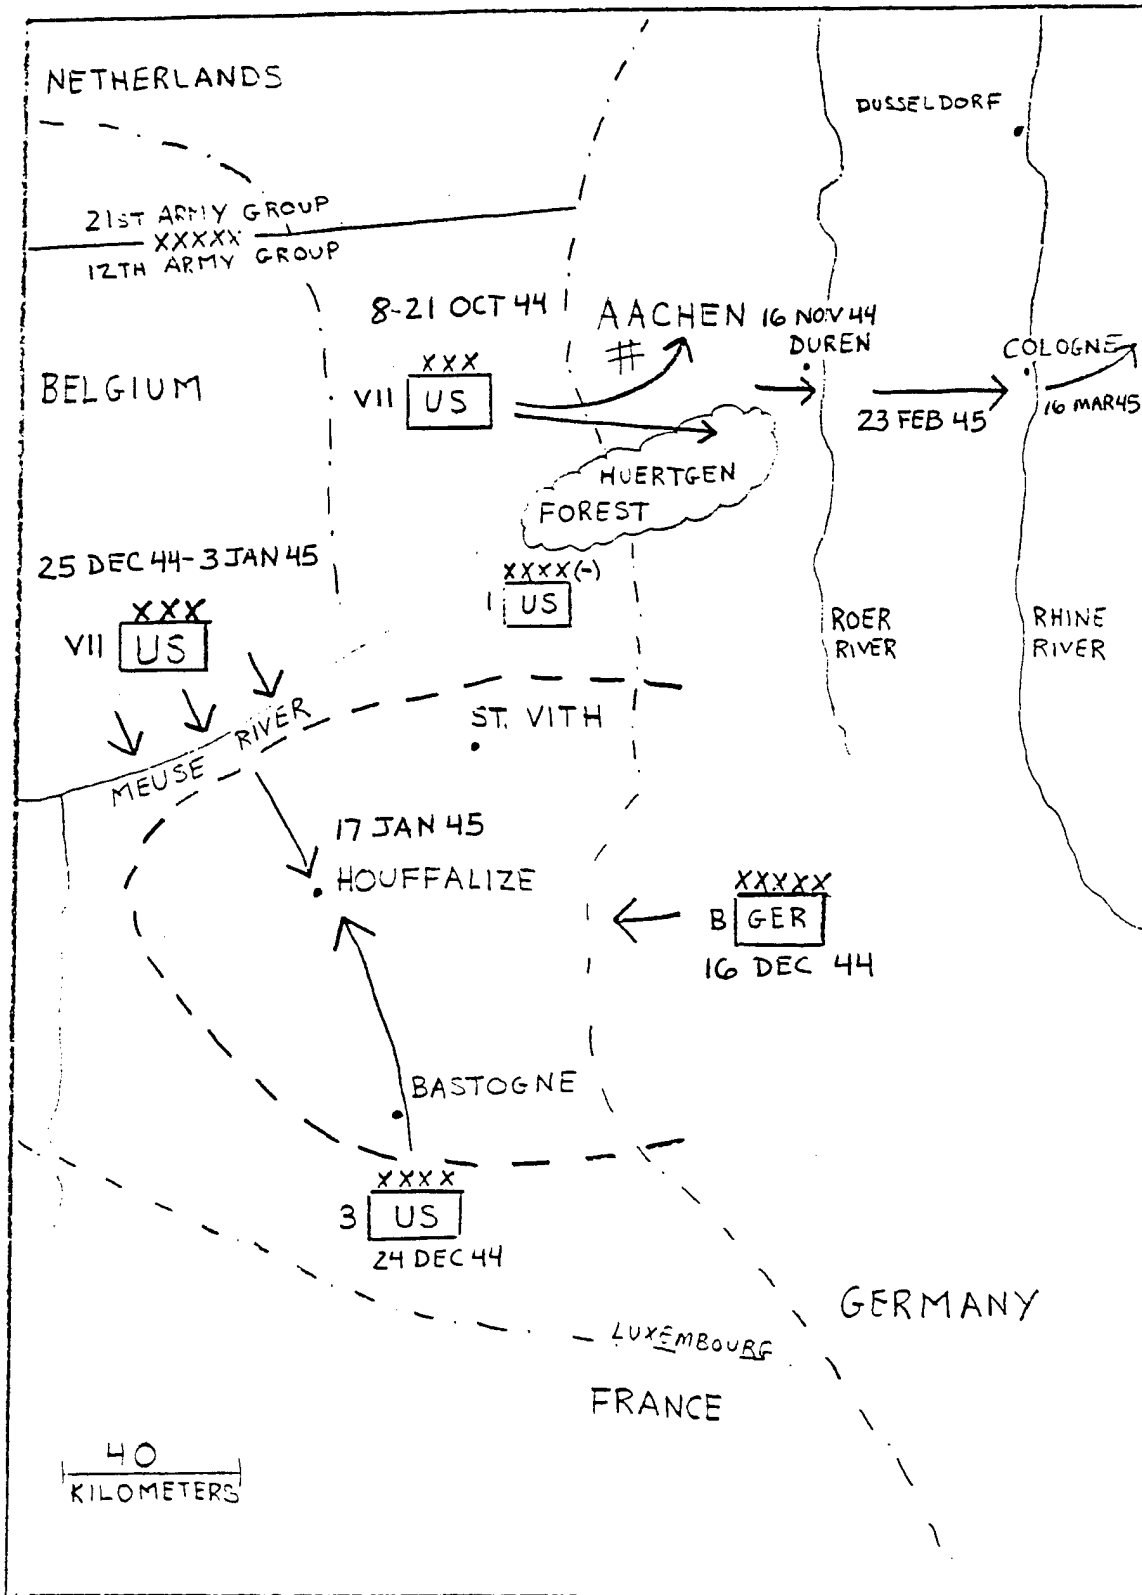 NETHERLANDS
DUSSELDORF
21ST ARMY GROUP
XXXXX
12TH ARMY GROUP
8-21 OCT 44
AACHEN
#
16 NOV 44
DUREN
COLOGNE
16 MAR 45
23 FEB 45
BELGIUM
XXX
VII US
HUERTGEN
FOREST
25 DEC 44-3 JAN 45
XXX
VII US
XXXX(-)
I US
ROER
RIVER
RHINE
RIVER
MEUSE RIVER
ST. VITH
17 JAN 45
HOUFFALIZE
XXXXX
B GER
16 DEC 44
BASTOGNE
XXXX
3 US
24 DEC 44
GERMANY
LUXEMBOURG
FRANCE
40
KILOMETERS